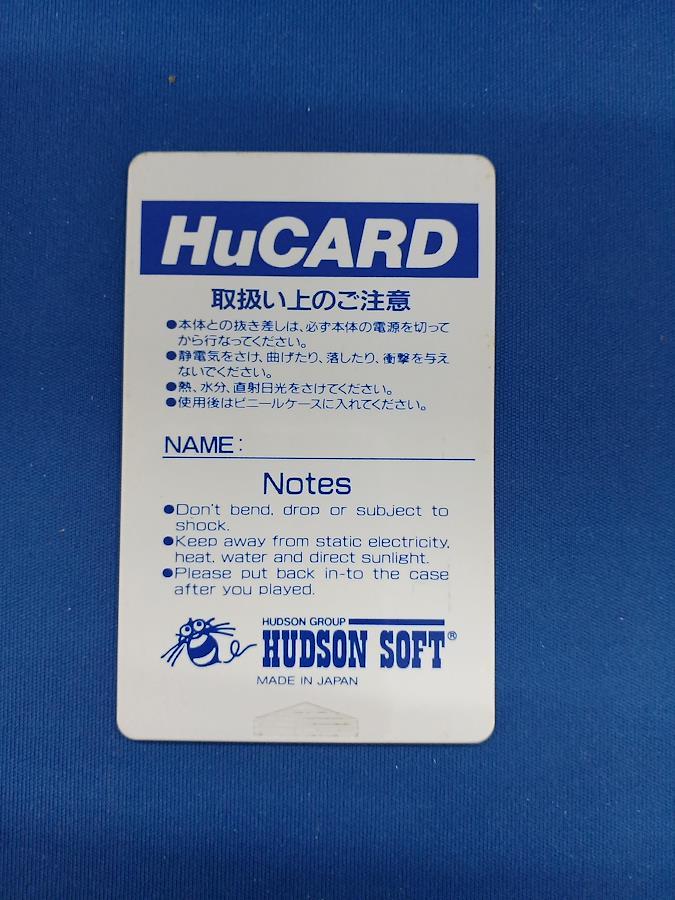 HuCARD
取扱い上のご注意
●本体との抜き差しは、必ず本体の電源を切って
から行なってください。
●静電気をさけ、曲げたり、落したり、衝撃を与え
ないでください。
●熱、水分、直射日光をさけてください。
●使用後はビニールケースに入れてください。
NAME:
Notes
●Don't bend, drop or subject to
shock.
●Keep away from static electricity,
heat, water and direct sunlight.
●Please put back in-to the case
after you played.
HUDSON GROUP
HUDSON SOFT®
MADE IN JAPAN